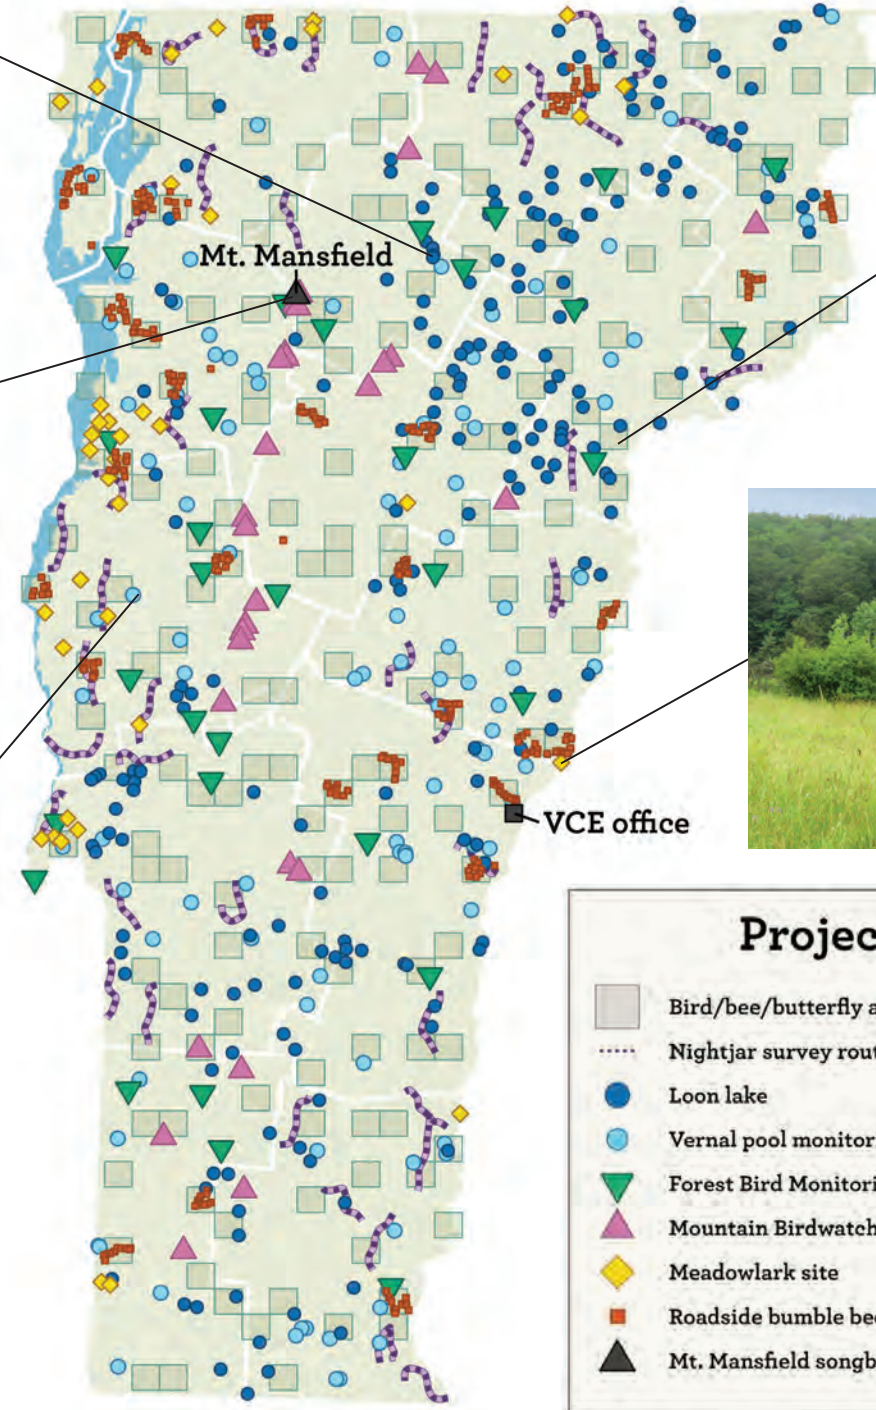 Mt. Mansfield
VCE office
Projec
Bird/bee/butterfly a
Nightjar survey rout
Loon lake
Vernal pool monitori
Forest Bird Monitori
Mountain Birdwatch
Meadowlark site
Roadside bumble bee
Mt. Mansfield songb